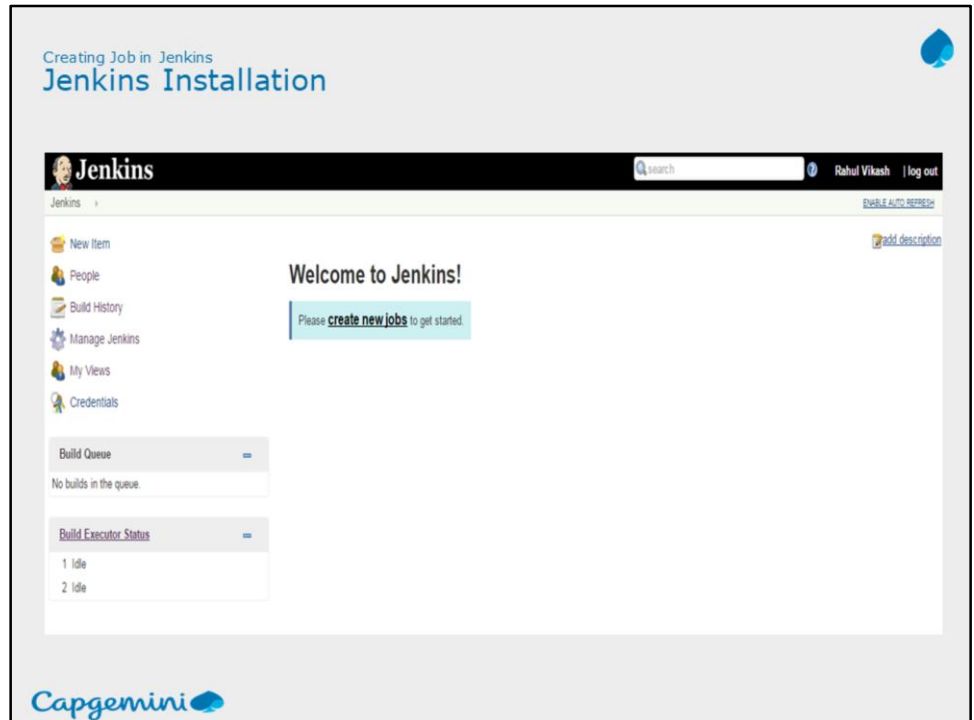 Creating Job in Jenkins
Jenkins Installation
Jenkins
search
Rahul Vikash | log out
Jenkins ›
ENABLE AUTO REFRESH
New Item
add description
People
Welcome to Jenkins!
Build History
Please create new jobs to get started.
Manage Jenkins
My Views
Credentials
Build Queue
No builds in the queue.
Build Executor Status
1 Idle
2 Idle
Capgemini